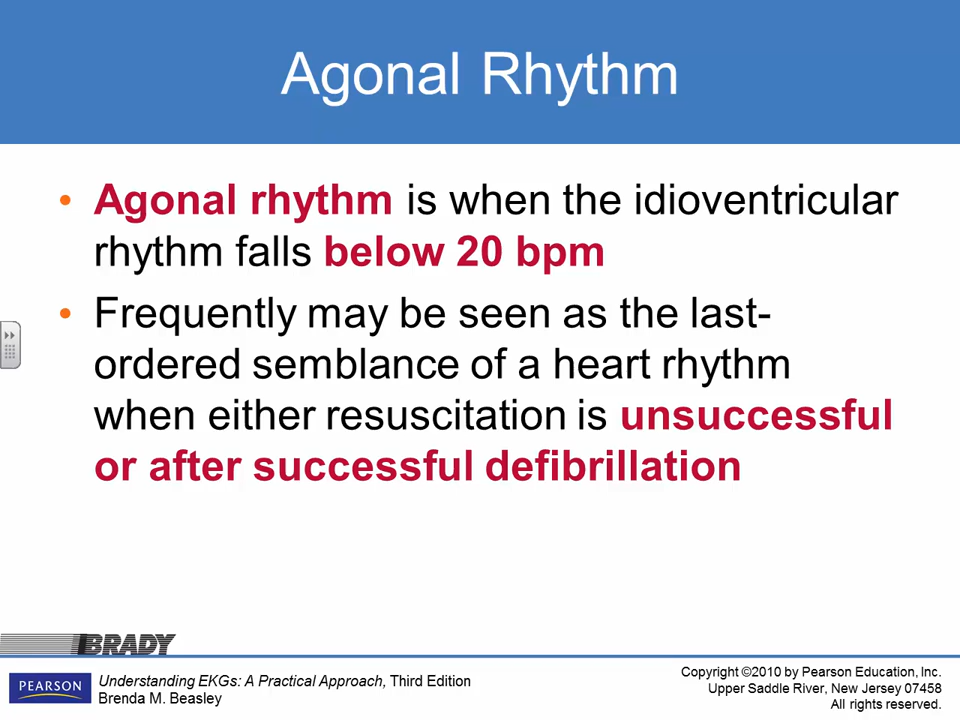 Agonal Rhythm
• Agonal rhythm is when the idioventricular
rhythm falls below 20 bpm
• Frequently may be seen as the last-
ordered semblance of a heart rhythm
when either resuscitation is unsuccessful
or after successful defibrillation
BRADY
PEARSON
Understanding EKGs: A Practical Approach, Third Edition
Brenda M. Beasley
Copyright ©2010 by Pearson Education, Inc.
Upper Saddle River, New Jersey 07458
All rights reserved.